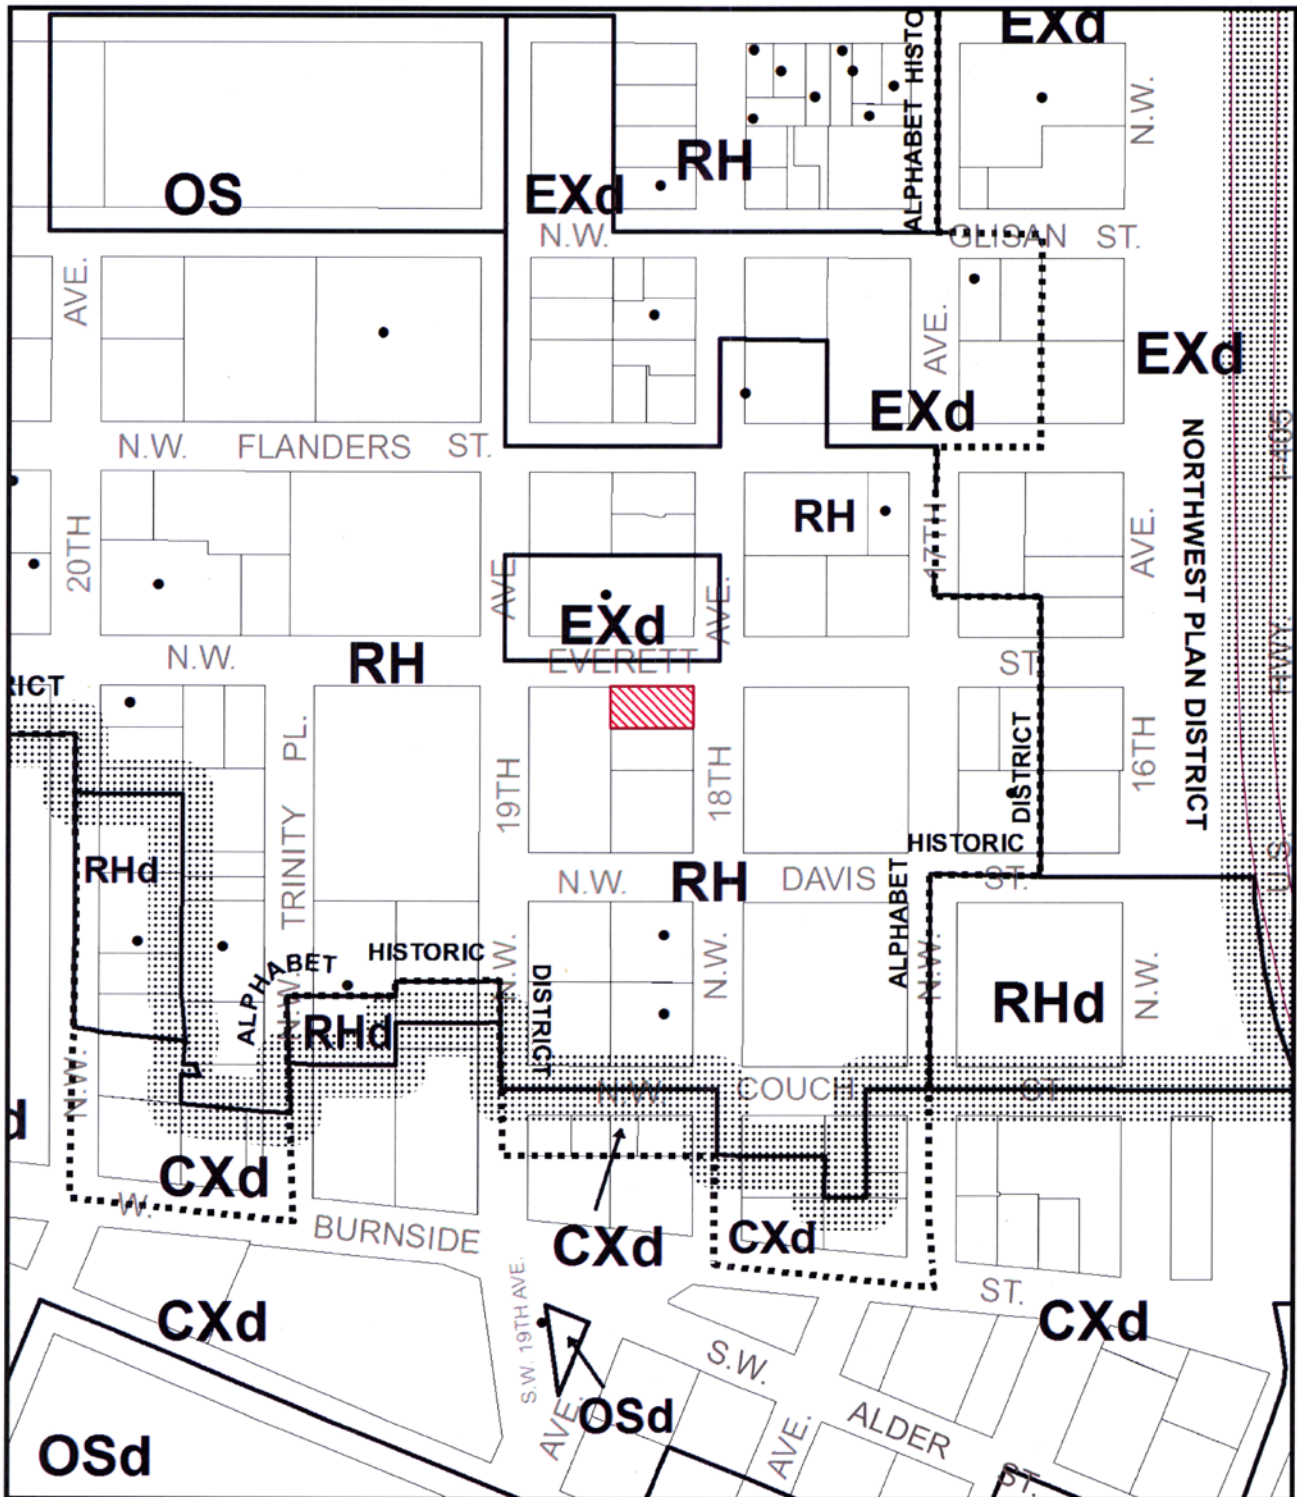 EXd
ALPHABET HISTO
N.W.
RH
OS
EXd
N.W.
GLISAN ST.
AVE.
AVE.
EXd
EXd
N.W. FLANDERS ST.
NORTHWEST PLAN DISTRICT
I-405
RH
20TH
17TH
AVE.
AVE
AVE.
EXd
N.W.
RH
EVERETT
ST.
HWY.
RICT
PL.
DISTRICT
16TH
19TH
18TH
TRINITY
HISTORIC
RHd
N.W.
RH
DAVIS
ST.
U.S.
ALPHABET
HISTORIC
ALPHABET
N.W.
N.W.
N.W.
N.W.
DISTRICT
N.W.
RHd
RHd
N.W.
N.W.
COUCH
ST
d
CXd
W.
BURNSIDE
CXd
CXd
ST.
S.W. 19TH AVE.
CXd
CXd
S.W.
OSd
AVE.
AVE.
ALDER
OSd
ST.